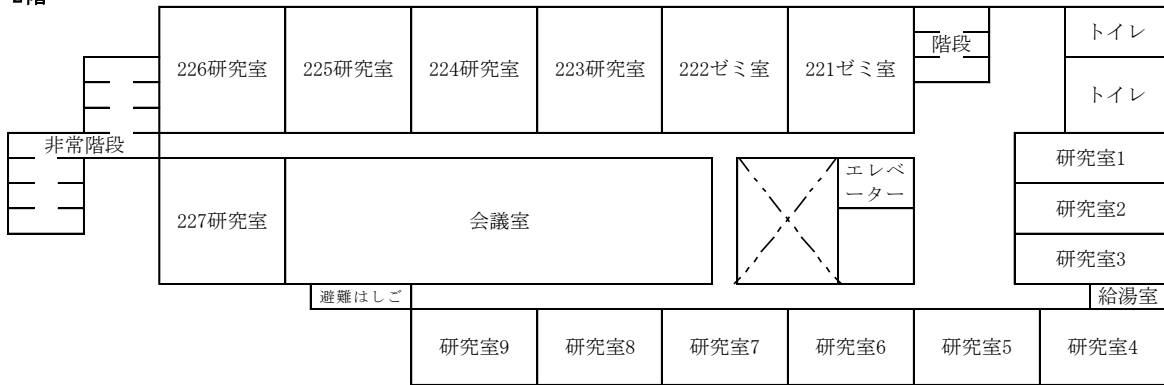 226研究室
225研究室
224研究室
223研究室
222ゼミ室
221ゼミ室
階段
トイレ
トイレ
非常階段
研究室1
227研究室
会議室
エレベ
ーター
研究室2
研究室3
避難はしご
給湯室
研究室9
研究室8
研究室7
研究室6
研究室5
研究室4